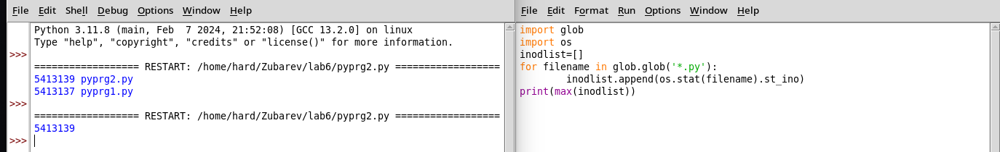 File Edit Shell Debug Options Window Help
Python 3.11.8 (main, Feb  7 2024, 21:52:08) [GCC 13.2.0] on linux
Type "help", "copyright", "credits" or "license()" for more information.
>>>
================== RESTART: /home/hard/Zubarev/lab6/pyprg2.py ==================
5413139 pyprg2.py
5413137 pyprg1.py
>>>
================== RESTART: /home/hard/Zubarev/lab6/pyprg2.py ==================
5413139
>>>
File Edit Format Run Options Window Help
import glob
import os
inodlist=[]
for filename in glob.glob('*.py'):
        inodlist.append(os.stat(filename).st_ino)
print(max(inodlist))